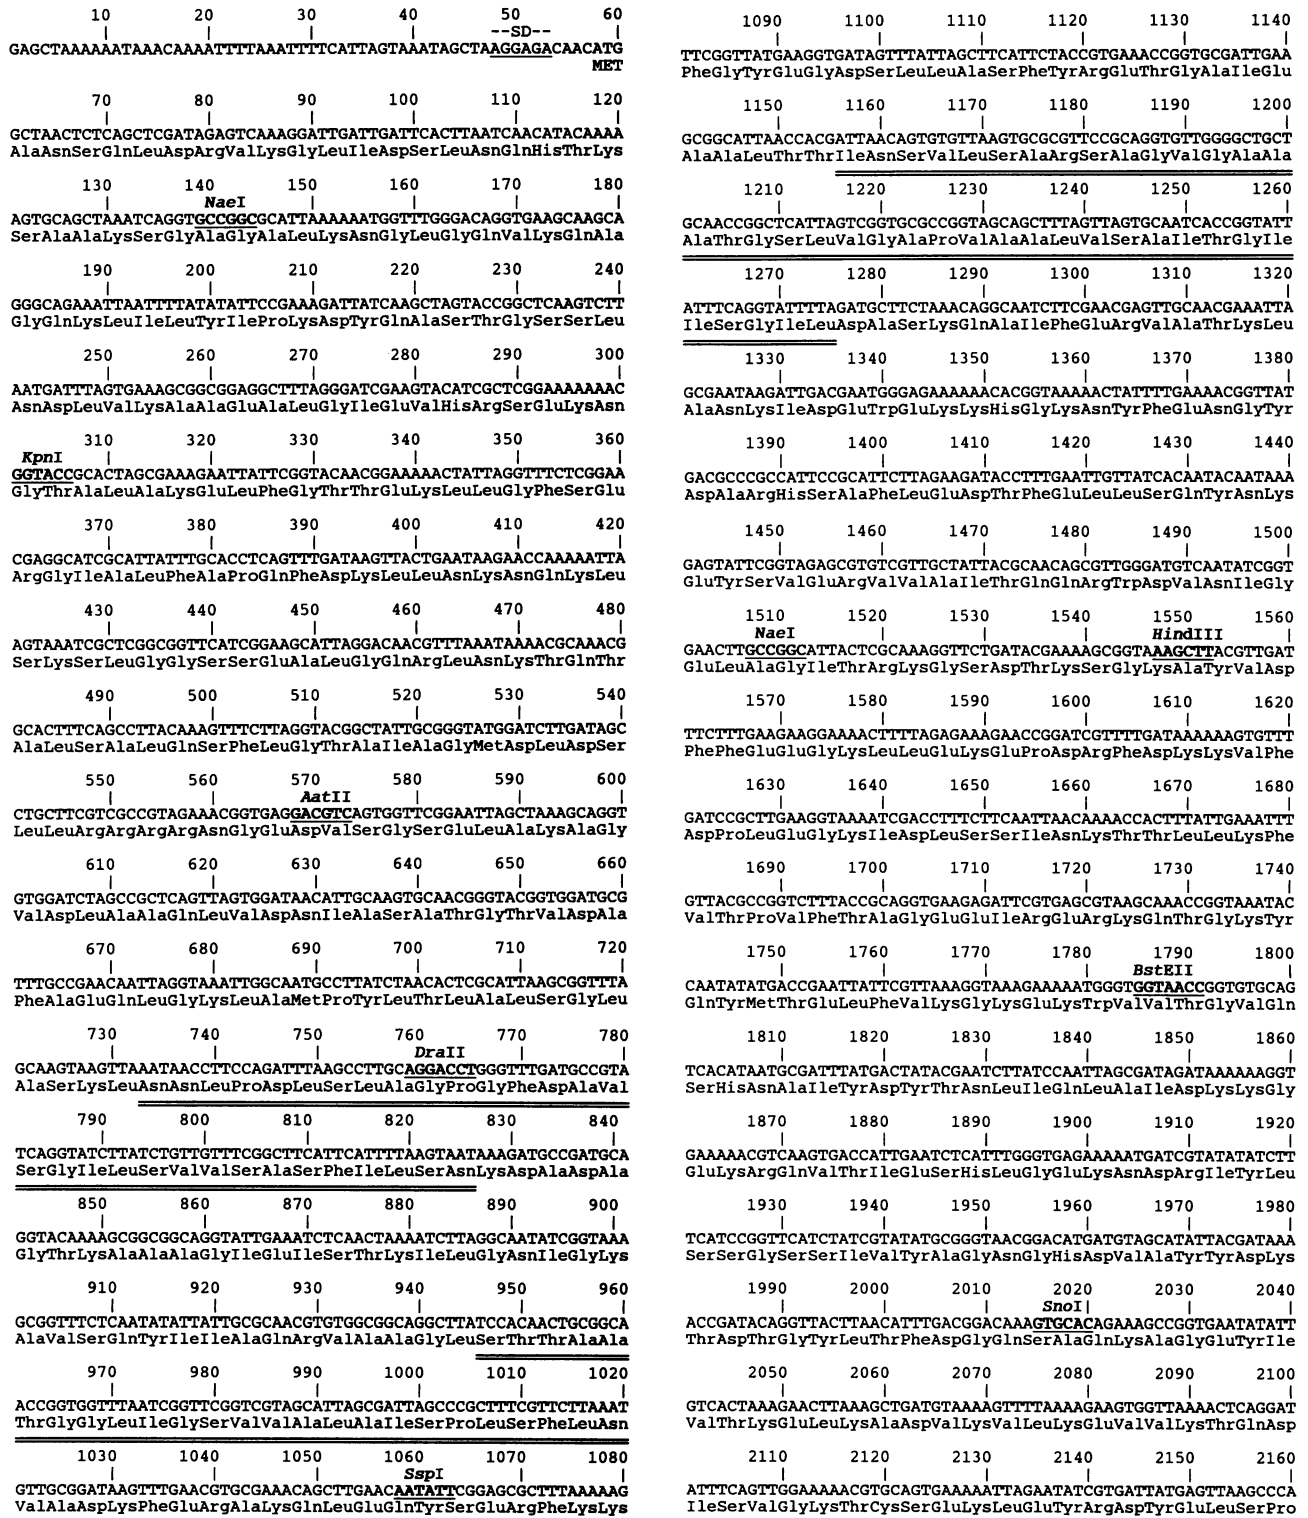 10 20 30 40 50 60
--SD--
GAGCTAAAAAATAAACAAAATTTTAAATTTTCATTAGTAAATAGCTAAGGAGACAACATG
MET
70 80 90 100 110 120
GCTAACTCTCAGCTCGATAGAGTCAAAGGATTGATTGATTCACTTAATCAACATACAAAA
AlaAsnSerGlnLeuAspArgValLysGlyLeuIleAspSerLeuAsnGlnHisThrLys
130 140 150 160 170 180
NaeI
AGTGCAGCTAAATCAGGTGCCGGCGCATTAAAAAATGGTTTGGGACAGGTGAAGCAAGCA
SerAlaAlaLysSerGlyAlaGlyAlaLeuLysAsnGlyLeuGlyGlnValLysGlnAla
190 200 210 220 230 240
GGGCAGAAATTAATTTTATATATTCCGAAAGATTATCAAGCTAGTACCGGCTCAAGTCTT
GlyGlnLysLeuIleLeuTyrIleProLysAspTyrGlnAlaSerThrGlySerSerLeu
250 260 270 280 290 300
AATGATTTAGTGAAAGCGGCGGAGGCTTTAGGGATCGAAGTACATCGCTCGGAAAAAAAC
AsnAspLeuValLysAlaAlaGluAlaLeuGlyIleGluValHisArgSerGluLysAsn
KpnI 310 320 330 340 350 360
GGTACCGCACTAGCGAAAGAATTATTCGGTACAACGGAAAAACTATTAGGTTTCTCGGAA
GlyThrAlaLeuAlaLysGluLeuPheGlyThrThrGluLysLeuLeuGlyPheSerGlu
370 380 390 400 410 420
CGAGGCATCGCATTATTTGCACCTCAGTTTGATAAGTTACTGAATAAGAACCAAAAATTA
ArgGlyIleAlaLeuPheAlaProGlnPheAspLysLeuLeuAsnLysAsnGlnLysLeu
430 440 450 460 470 480
AGTAAATCGCTCGGCGGTTCATCGGAAGCATTAGGACAACGTTTAAATAAAACGCAAACG
SerLysSerLeuGlyGlySerSerGluAlaLeuGlyGlnArgLeuAsnLysThrGlnThr
490 500 510 520 530 540
GCACTTTCAGCCTTACAAAGTTTCTTAGGTACGGCTATTGCGGGTATGGATCTTGATAGC
AlaLeuSerAlaLeuGlnSerPheLeuGlyThrAlaIleAlaGlyMetAspLeuAspSer
550 560 570 580 590 600
AatII
CTGCTTCGTCGCCGTAGAAACGGTGAGGACGTCAGTGGTTCGGAATTAGCTAAAGCAGGT
LeuLeuArgArgArgArgAsnGlyGluAspValSerGlySerGluLeuAlaLysAlaGly
610 620 630 640 650 660
GTGGATCTAGCCGCTCAGTTAGTGGATAACATTGCAAGTGCAACGGGTACGGTGGATGCG
ValAspLeuAlaAlaGlnLeuValAspAsnIleAlaSerAlaThrGlyThrValAspAla
670 680 690 700 710 720
TTTGCCGAACAATTAGGTAAATTGGCAATGCCTTATCTAACACTCGCATTAAGCGGTTTA
PheAlaGluGlnLeuGlyLysLeuAlaMetProTyrLeuThrLeuAlaLeuSerGlyLeu
730 740 750 760 770 780
DraII
GCAAGTAAGTTAAATAACCTTCCAGATTTAAGCCTTGCAGGACCTGGGTTTGATGCCGTA
AlaSerLysLeuAsnAsnLeuProAspLeuSerLeuAlaGlyProGlyPheAspAlaVal
790 800 810 820 830 840
TCAGGTATCTTATCTGTTGTTTCGGCTTCATTCATTTTAAGTAATAAAGATGCCGATGCA
SerGlyIleLeuSerValValSerAlaSerPheIleLeuSerAsnLysAspAlaAspAla
850 860 870 880 890 900
GGTACAAAAGCGGCGGCAGGTATTGAAATCTCAACTAAAATCTTAGGCAATATCGGTAAA
GlyThrLysAlaAlaAlaGlyIleGluIleSerThrLysIleLeuGlyAsnIleGlyLys
910 920 930 940 950 960
GCGGTTTCTCAATATATTATTGCGCAACGTGTGGCGGCAGGCTTATCCACAACTGCGGCA
AlaValSerGlnTyrIleIleAlaGlnArgValAlaAlaGlyLeuSerThrThrAlaAla
970 980 990 1000 1010 1020
ACCGGTGGTTTAATCGGTTCGGTCGTAGCATTAGCGATTAGCCCGCTTTCGTTCTTAAAT
ThrGlyGlyLeuIleGlySerValValAlaLeuAlaIleSerProLeuSerPheLeuAsn
1030 1040 1050 1060 1070 1080
SspI
GTTGCGGATAAGTTTGAACGTGCGAAACAGCTTGAACAATATTCGGAGCGCTTTAAAAAG
ValAlaAspLysPheGluArgAlaLysGlnLeuGluGlnTyrSerGluArgPheLysLys
1090 1100 1110 1120 1130 1140
TTCGGTTATGAAGGTGATAGTTTATTAGCTTCATTCTACCGTGAAACCGGTGCGATTGAA
PheGlyTyrGluGlyAspSerLeuLeuAlaSerPheTyrArgGluThrGlyAlaIleGlu
1150 1160 1170 1180 1190 1200
GCGGCATTAACCACGATTAACAGTGTGTTAAGTGCGCGTTCCGCAGGTGTTGGGGCTGCT
AlaAlaLeuThrThrIleAsnSerValLeuSerAlaArgSerAlaGlyValGlyAlaAla
1210 1220 1230 1240 1250 1260
GCAACCGGCTCATTAGTCGGTGCGCCGGTAGCAGCTTTAGTTAGTGCAATCACCGGTATT
AlaThrGlySerLeuValGlyAlaProValAlaAlaLeuValSerAlaIleThrGlyIle
1270 1280 1290 1300 1310 1320
ATTTCAGGTATTTTAGATGCTTCTAAACAGGCAATCTTCGAACGAGTTGCAACGAAATTA
IleSerGlyIleLeuAspAlaSerLysGlnAlaIlePheGluArgValAlaThrLysLeu
1330 1340 1350 1360 1370 1380
GCGAATAAGATTGACGAATGGGAGAAAAAACACGGTAAAAACTATTTTGAAAACGGTTAT
AlaAsnLysIleAspGluTrpGluLysLysHisGlyLysAsnTyrPheGluAsnGlyTyr
1390 1400 1410 1420 1430 1440
GACGCCCGCCATTCCGCATTCTTAGAAGATACCTTTGAATTGTTATCACAATACAATAAA
AspAlaArgHisSerAlaPheLeuGluAspThrPheGluLeuLeuSerGlnTyrAsnLys
1450 1460 1470 1480 1490 1500
GAGTATTCGGTAGAGCGTGTCGTTGCTATTACGCAACAGCGTTGGGATGTCAATATCGGT
GluTyrSerValGluArgValValAlaIleThrGlnGlnArgTrpAspValAsnIleGly
1510 1520 1530 1540 1550 1560
NaeI HindIII
GAACTTGCCGGCATTACTCGCAAAGGTTCTGATACGAAAAGCGGTAAAGCTTACGTTGAT
GluLeuAlaGlyIleThrArgLysGlySerAspThrLysSerGlyLysAlaTyrValAsp
1570 1580 1590 1600 1610 1620
TTCTTTGAAGAAGGAAAACTTTTAGAGAAAGAACCGGATCGTTTTGATAAAAAAGTGTTT
PhePheGluGluGlyLysLeuLeuGluLysGluProAspArgPheAspLysLysValPhe
1630 1640 1650 1660 1670 1680
GATCCGCTTGAAGGTAAAATCGACCTTTCTTCAATTAACAAAACCACTTTATTGAAATTT
AspProLeuGluGlyLysIleAspLeuSerSerIleAsnLysThrThrLeuLeuLysPhe
1690 1700 1710 1720 1730 1740
GTTACGCCGGTCTTTACCGCAGGTGAAGAGATTCGTGAGCGTAAGCAAACCGGTAAATAC
ValThrProValPheThrAlaGlyGluGluIleArgGluArgLysGlnThrGlyLysTyr
1750 1760 1770 1780 1790 1800
BstEII
CAATATATGACCGAATTATTCGTTAAAGGTAAAGAAAAATGGGTGGTAACCGGTGTGCAG
GlnTyrMetThrGluLeuPheValLysGlyLysGluLysTrpValValThrGlyValGln
1810 1820 1830 1840 1850 1860
TCACATAATGCGATTTATGACTATACGAATCTTATCCAATTAGCGATAGATAAAAAAGGT
SerHisAsnAlaIleTyrAspTyrThrAsnLeuIleGlnLeuAlaIleAspLysLysGly
1870 1880 1890 1900 1910 1920
GAAAAACGTCAAGTGACCATTGAATCTCATTTGGGTGAGAAAAATGATCGTATATATCTT
GluLysArgGlnValThrIleGluSerHisLeuGlyGluLysAsnAspArgIleTyrLeu
1930 1940 1950 1960 1970 1980
TCATCCGGTTCATCTATCGTATATGCGGGTAACGGACATGATGTAGCATATTACGATAAA
SerSerGlySerSerIleValTyrAlaGlyAsnGlyHisAspValAlaTyrTyrAspLys
1990 2000 2010 2020 2030 2040
SnoI
ACCGATACAGGTTACTTAACATTTGACGGACAAAGTGCACAGAAAGCCGGTGAATATATT
ThrAspThrGlyTyrLeuThrPheAspGlyGlnSerAlaGlnLysAlaGlyGluTyrIle
2050 2060 2070 2080 2090 2100
GTCACTAAAGAACTTAAAGCTGATGTAAAAGTTTTAAAAGAAGTGGTTAAAACTCAGGAT
ValThrLysGluLeuLysAlaAspValLysValLeuLysGluValValLysThrGlnAsp
2110 2120 2130 2140 2150 2160
ATTTCAGTTGGAAAAACGTGCAGTGAAAAATTAGAATATCGTGATTATGAGTTAAGCCCA
IleSerValGlyLysThrCysSerGluLysLeuGluTyrArgAspTyrGluLeuSerPro